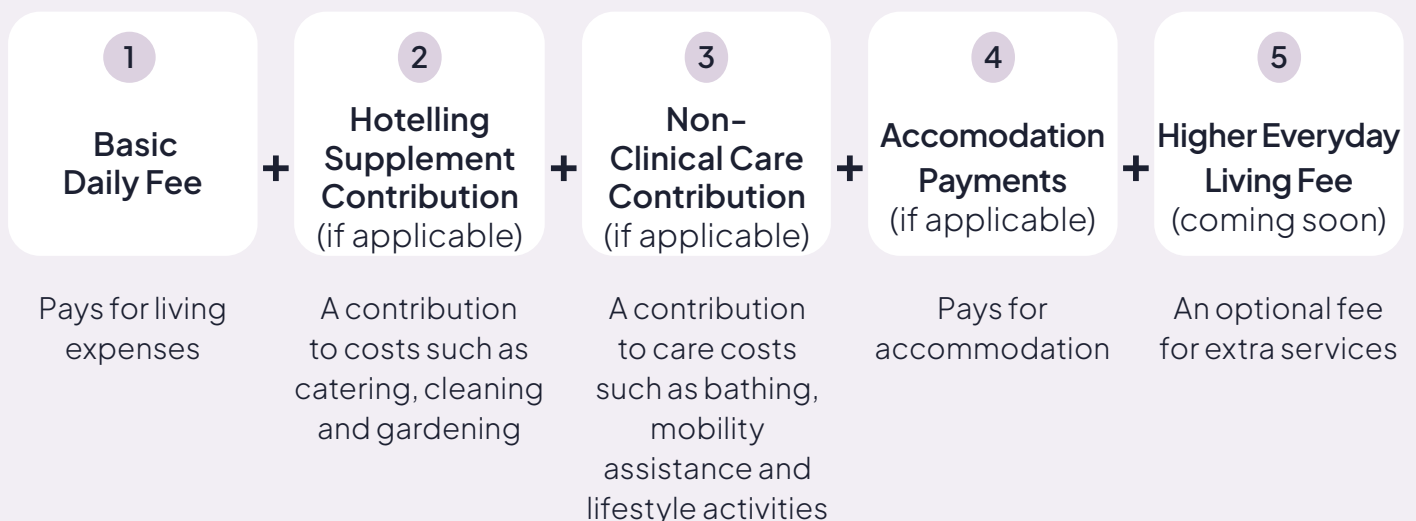 1
Basic
Daily Fee
Pays for living
expenses
+
2
Hotelling
Supplement
Contribution
(if applicable)
A contribution
to costs such as
catering, cleaning
and gardening
+
3
Non-
Clinical Care
Contribution
(if applicable)
A contribution
to care costs
such as bathing,
mobility
assistance and
lifestyle activities
+
4
Accomodation
Payments
(if applicable)
Pays for
accommodation
+
5
Higher Everyday
Living Fee
(coming soon)
An optional fee
for extra services